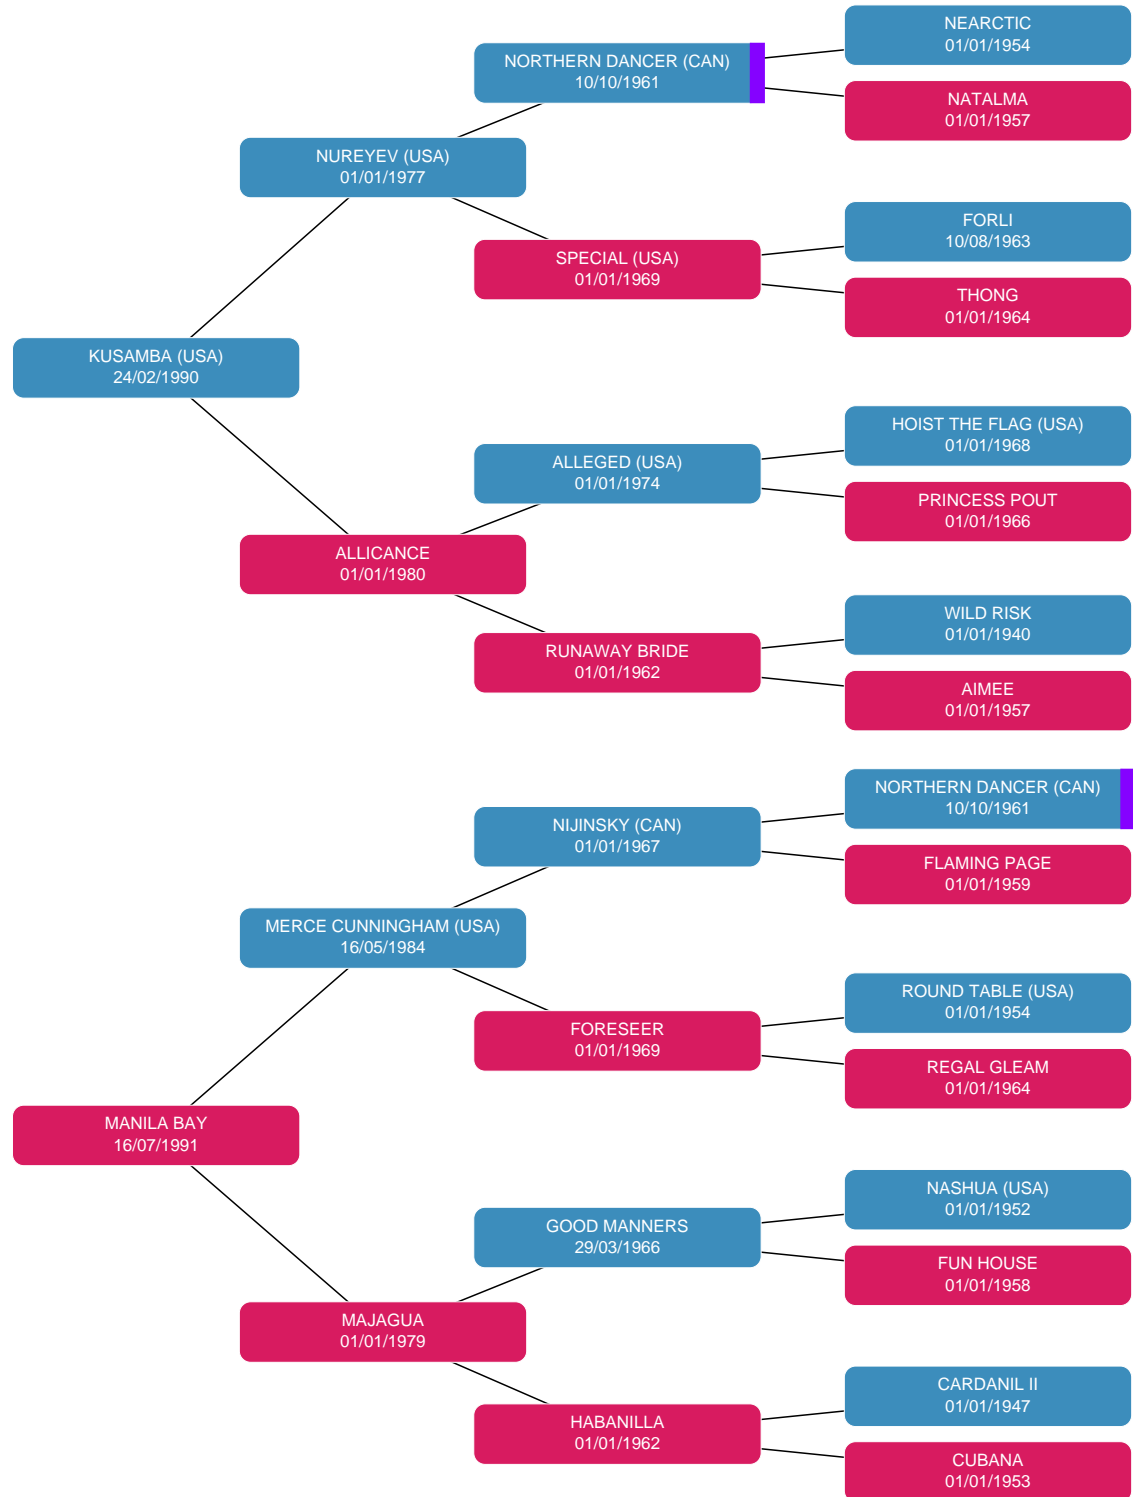 NEARCTIC
01/01/1954
NORTHERN DANCER (CAN)
10/10/1961
NATALMA
01/01/1957
NUREYEV (USA)
01/01/1977
FORLI
10/08/1963
SPECIAL (USA)
01/01/1969
THONG
01/01/1964
KUSAMBA (USA)
24/02/1990
HOIST THE FLAG (USA)
01/01/1968
ALLEGED (USA)
01/01/1974
PRINCESS POUT
01/01/1966
ALLICANCE
01/01/1980
WILD RISK
01/01/1940
RUNAWAY BRIDE
01/01/1962
AIMEE
01/01/1957
NORTHERN DANCER (CAN)
10/10/1961
NIJINSKY (CAN)
01/01/1967
FLAMING PAGE
01/01/1959
MERCE CUNNINGHAM (USA)
16/05/1984
ROUND TABLE (USA)
01/01/1954
FORESEER
01/01/1969
REGAL GLEAM
01/01/1964
MANILA BAY
16/07/1991
NASHUA (USA)
01/01/1952
GOOD MANNERS
29/03/1966
FUN HOUSE
01/01/1958
MAJAGUA
01/01/1979
CARDANIL II
01/01/1947
HABANILLA
01/01/1962
CUBANA
01/01/1953